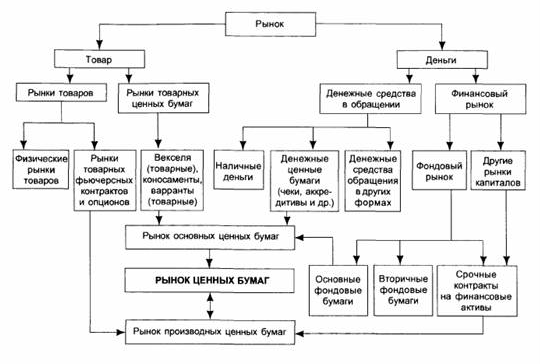 Рынок
Товар
Деньги
Рынки товаров
Рынки товарных
ценных бумаг
Денежные средства
в обращении
Финансовый
рынок
Физические
рынки
товаров
Рынки
товарных
фьючерсных
контрактов
и опционов
Векселя
(товарные),
коносаменты,
варранты
(товарные)
Наличные
деньги
Денежные
ценные
бумаги
(чеки, аккре-
дитивы и др.)
Денежные
средства
обращения
в других
формах
Фондовый
рынок
Другие
рынки
капиталов
Рынок основных ценных бумаг
РЫНОК ЦЕННЫХ БУМАГ
Основные
фондовые
бумаги
Вторичные
фондовые
бумаги
Срочные
контракты
на финансовые
активы
Рынок производных ценных бумаг